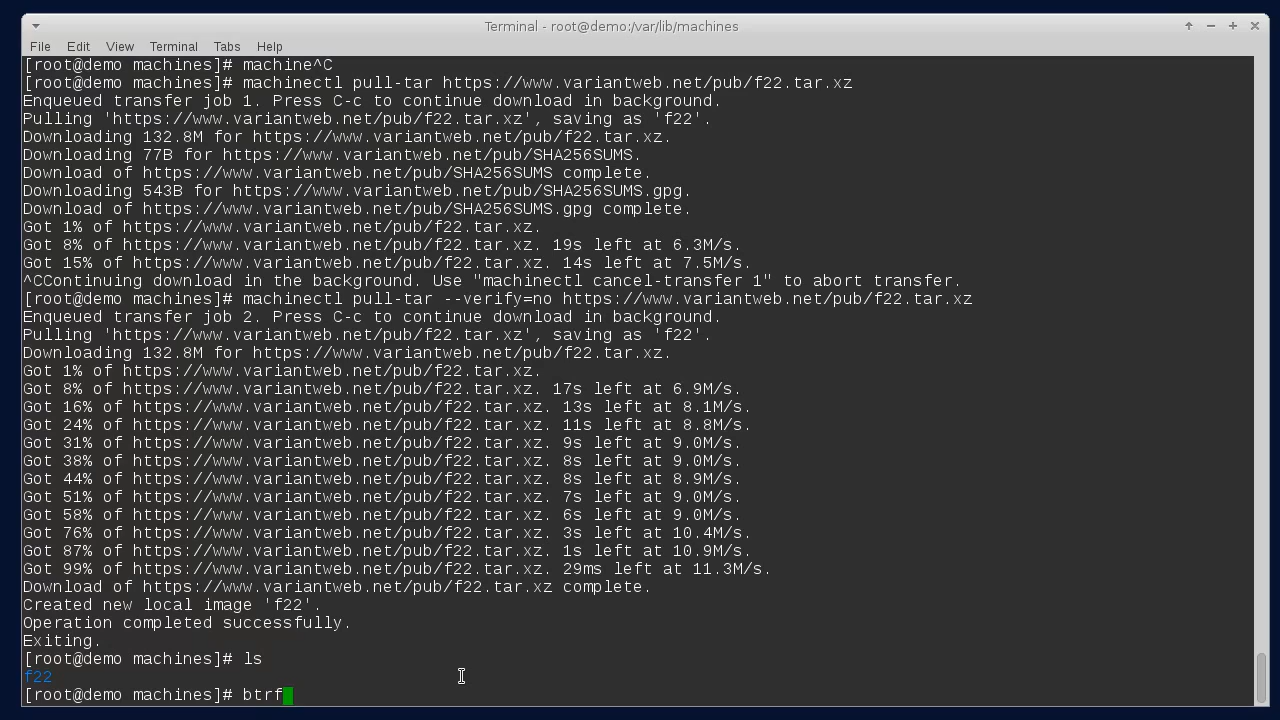 Terminal - root@demo:/var/lib/machines
File Edit View Terminal Tabs Help
[root@demo machines]# machine^C
[root@demo machines]# machinectl pull-tar https://www.variantweb.net/pub/f22.tar.xz
Enqueued transfer job 1. Press C-c to continue download in background.
Pulling 'https://www.variantweb.net/pub/f22.tar.xz', saving as 'f22'.
Downloading 132.8M for https://www.variantweb.net/pub/f22.tar.xz.
Downloading 77B for https://www.variantweb.net/pub/SHA256SUMS.
Download of https://www.variantweb.net/pub/SHA256SUMS complete.
Downloading 543B for https://www.variantweb.net/pub/SHA256SUMS.gpg.
Download of https://www.variantweb.net/pub/SHA256SUMS.gpg complete.
Got 1% of https://www.variantweb.net/pub/f22.tar.xz.
Got 8% of https://www.variantweb.net/pub/f22.tar.xz. 19s left at 6.3M/s.
Got 15% of https://www.variantweb.net/pub/f22.tar.xz. 14s left at 7.5M/s.
^CContinuing download in the background. Use "machinectl cancel-transfer 1" to abort transfer.
[root@demo machines]# machinectl pull-tar --verify=no https://www.variantweb.net/pub/f22.tar.xz
Enqueued transfer job 2. Press C-c to continue download in background.
Pulling 'https://www.variantweb.net/pub/f22.tar.xz', saving as 'f22'.
Downloading 132.8M for https://www.variantweb.net/pub/f22.tar.xz.
Got 1% of https://www.variantweb.net/pub/f22.tar.xz.
Got 8% of https://www.variantweb.net/pub/f22.tar.xz. 17s left at 6.9M/s.
Got 16% of https://www.variantweb.net/pub/f22.tar.xz. 13s left at 8.1M/s.
Got 24% of https://www.variantweb.net/pub/f22.tar.xz. 11s left at 8.8M/s.
Got 31% of https://www.variantweb.net/pub/f22.tar.xz. 9s left at 9.0M/s.
Got 38% of https://www.variantweb.net/pub/f22.tar.xz. 8s left at 9.0M/s.
Got 44% of https://www.variantweb.net/pub/f22.tar.xz. 8s left at 8.9M/s.
Got 51% of https://www.variantweb.net/pub/f22.tar.xz. 7s left at 9.0M/s.
Got 58% of https://www.variantweb.net/pub/f22.tar.xz. 6s left at 9.0M/s.
Got 76% of https://www.variantweb.net/pub/f22.tar.xz. 3s left at 10.4M/s.
Got 87% of https://www.variantweb.net/pub/f22.tar.xz. 1s left at 10.9M/s.
Got 99% of https://www.variantweb.net/pub/f22.tar.xz. 29ms left at 11.3M/s.
Download of https://www.variantweb.net/pub/f22.tar.xz complete.
Created new local image 'f22'.
Operation completed successfully.
Exiting.
[root@demo machines]# ls
f22
[root@demo machines]# btrf